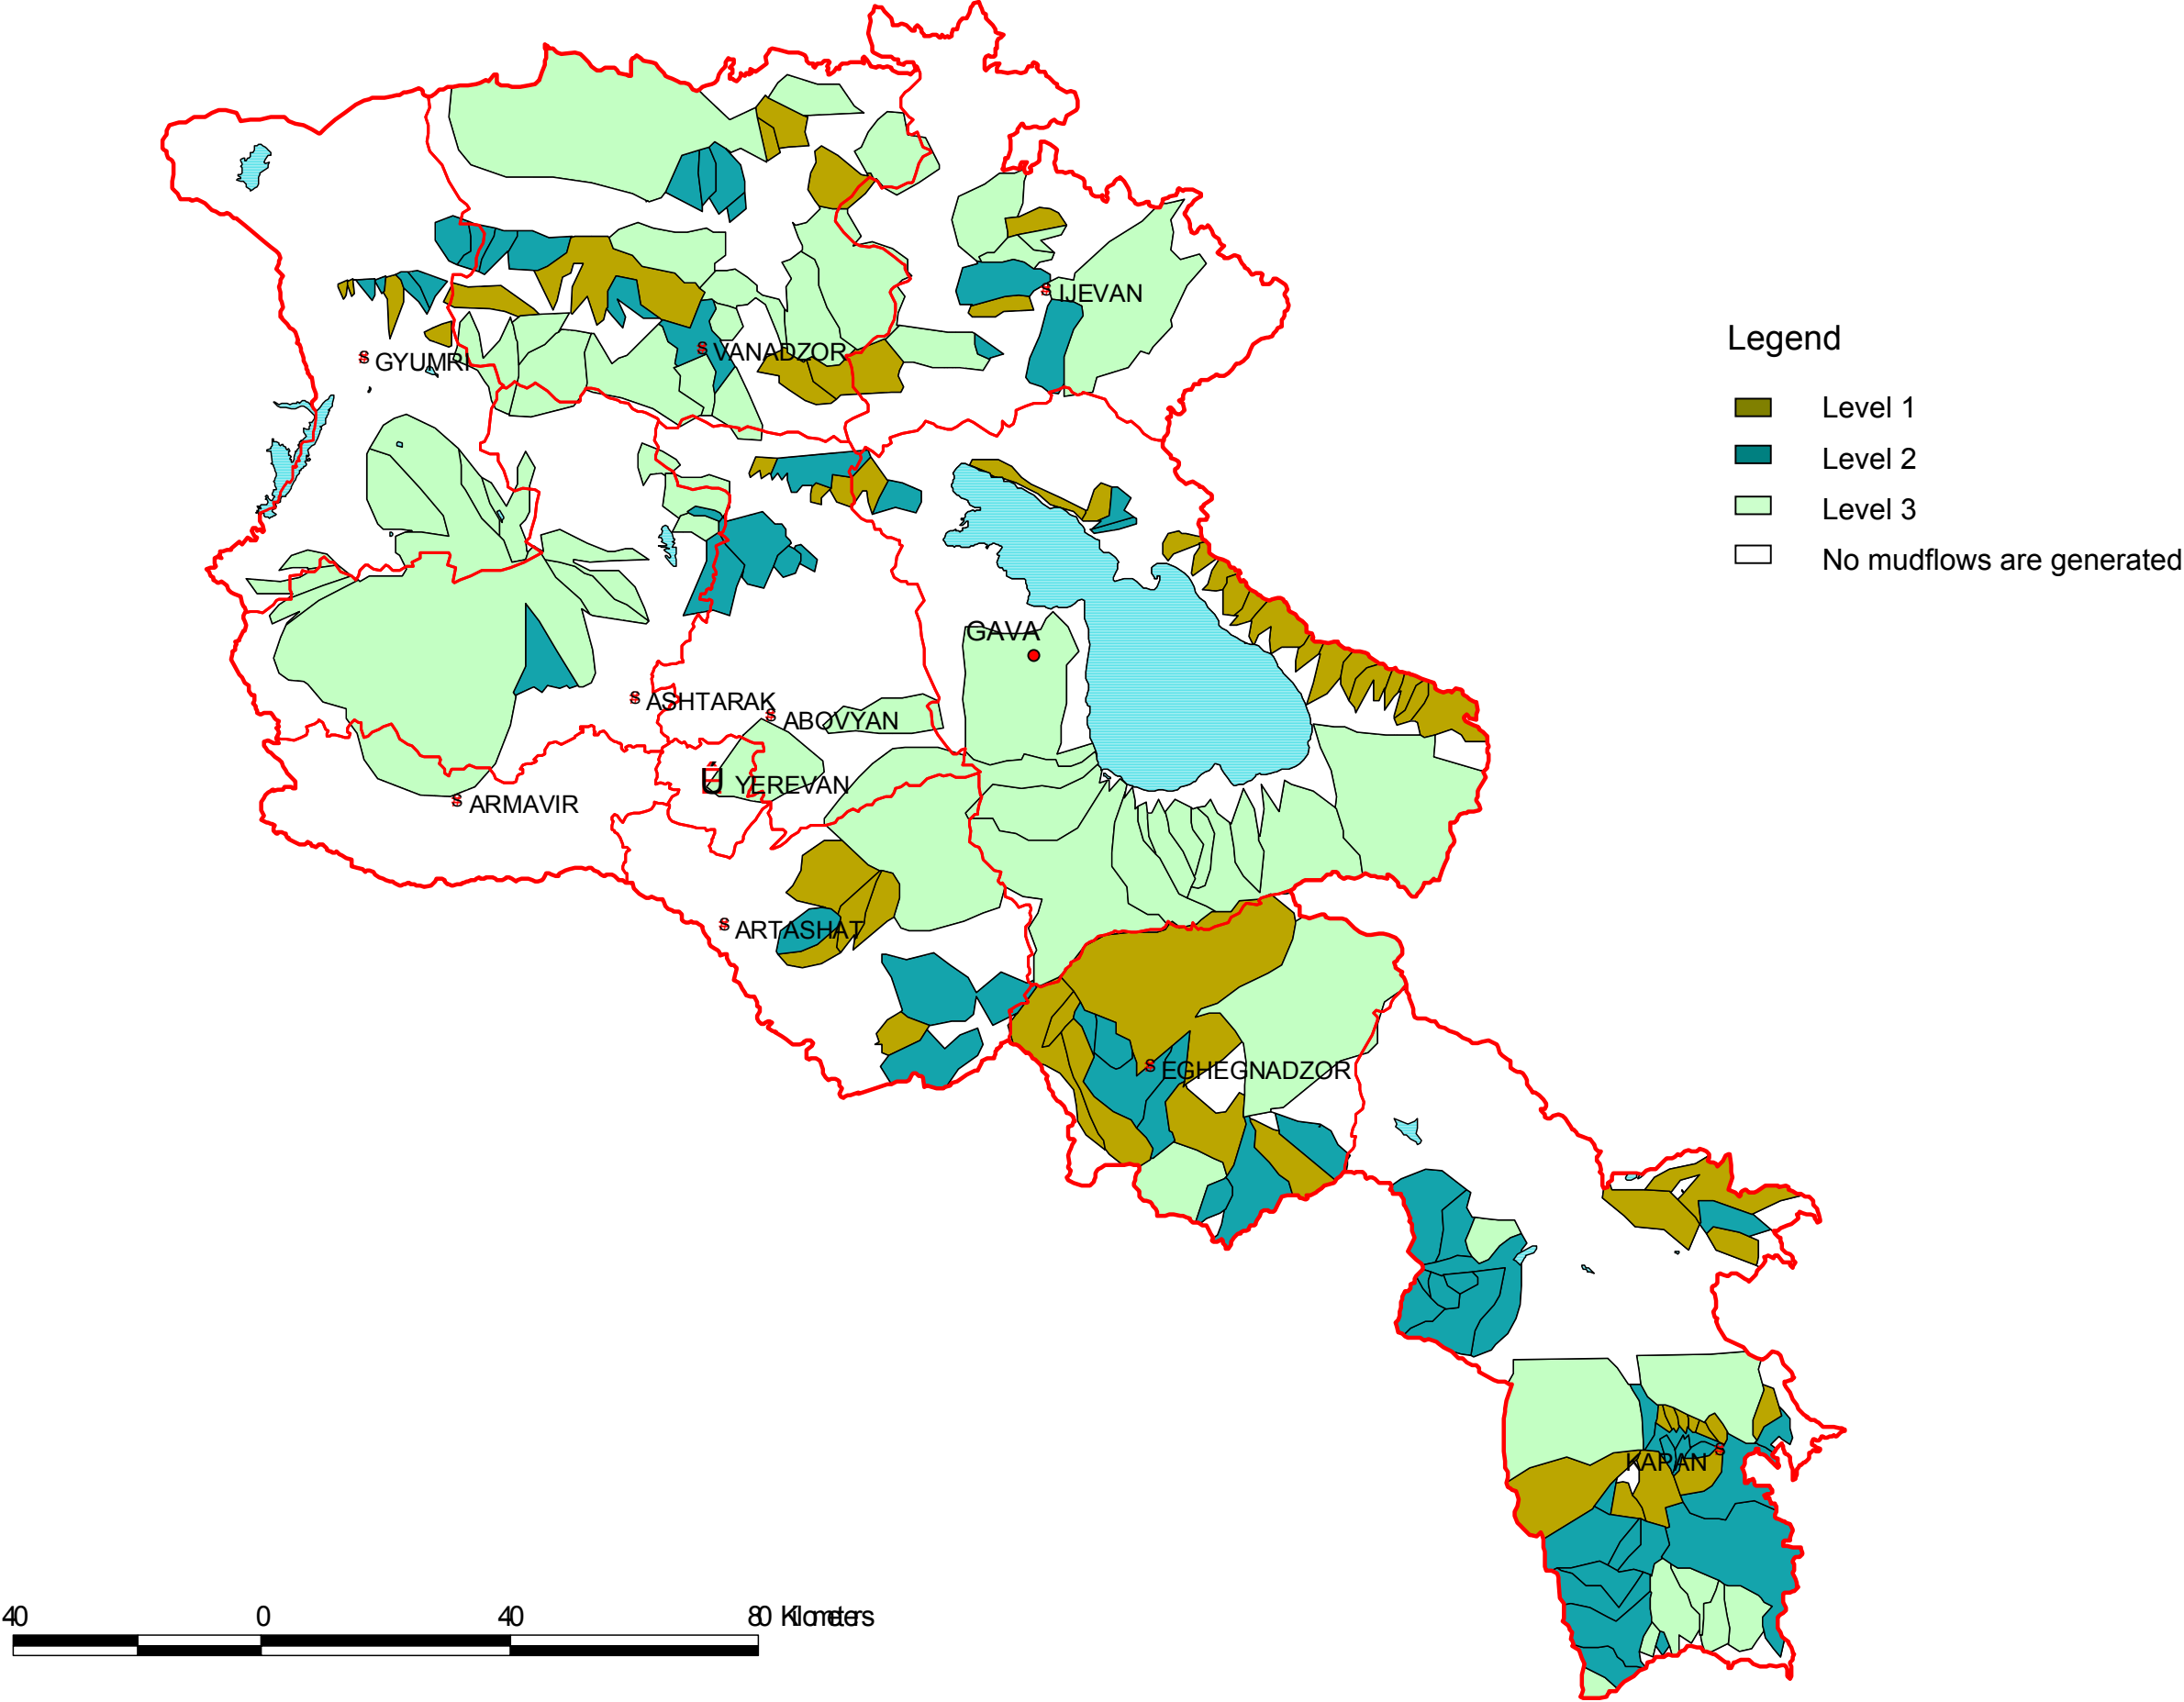 IJEVAN
VANADZOR
GYUMRI
Legend
Level 1
Level 2
Level 3
No mudflows are generated
GAVA
ASHTARAK
ABOVYAN
YEREVAN
ARMAVIR
ARTASHAT
EGHEGNADZOR
KAPAN
40 0 40 80